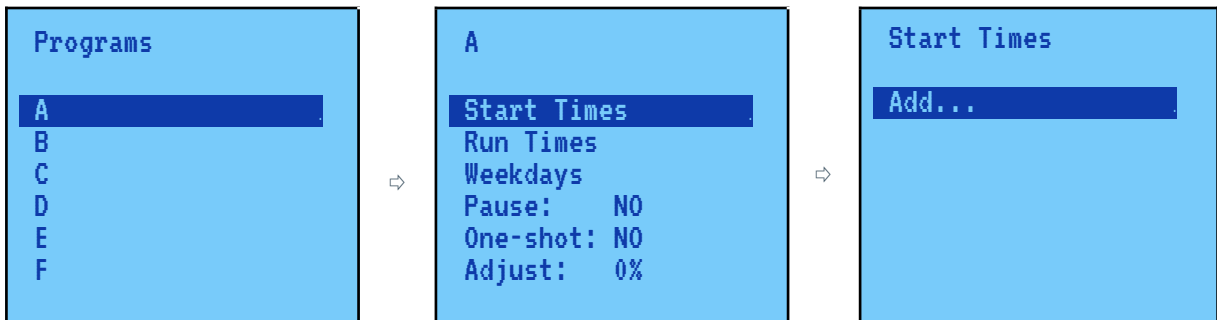 Programs
A
B
C
D
E
F
⇨
A
Start Times
Run Times
Weekdays
Pause: NO
One-shot: NO
Adjust: 0%
⇨
Start Times
Add...